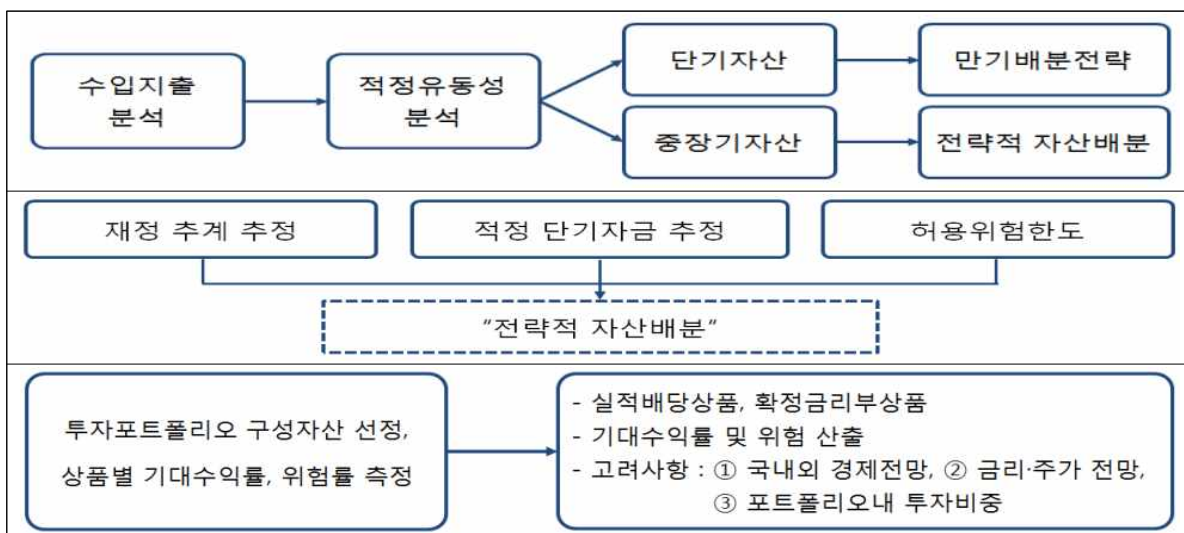 수입지출
분석
적정유동성
분석
단기자산
만기배분전략
중장기자산
전략적 자산배분
재정 추계 추정
적정 단기자금 추정
허용위험한도
“전략적 자산배분”
투자포트폴리오 구성자산 선정,
상품별 기대수익률, 위험률 측정
- 실적배당상품, 확정금리부상품
- 기대수익률 및 위험 산출
- 고려사항 : ① 국내외 경제전망, ② 금리·주가 전망,
③ 포트폴리오내 투자비중